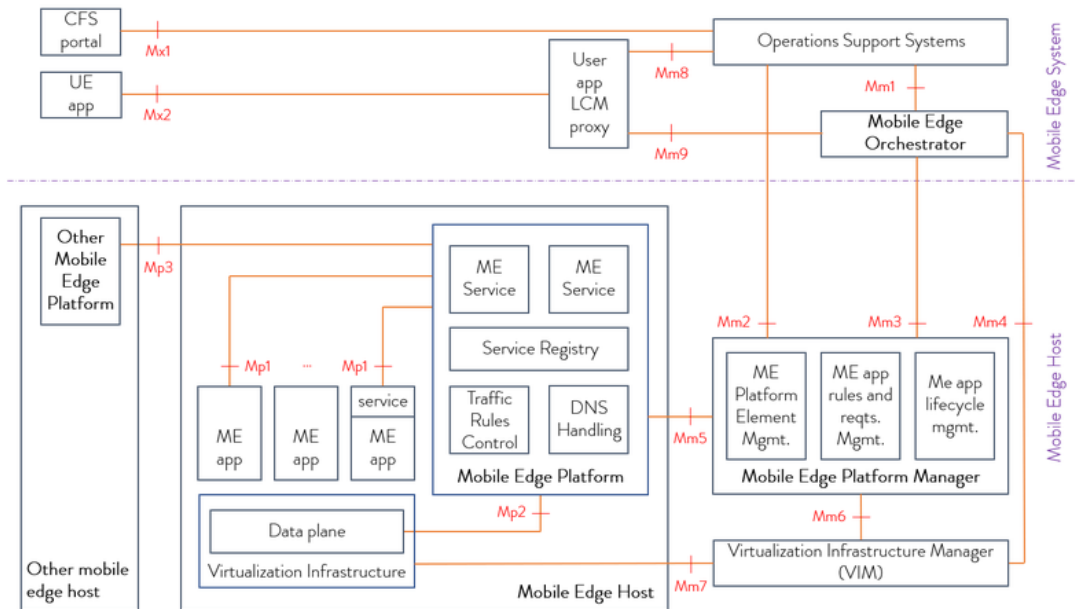 CFS
portal
Mx1
UE
app
Mx2
User
app
LCM
proxy
Mm8
Operations Support Systems
Mm1
Mobile Edge
Orchestrator
Mm9
Mobile Edge System
Other
Mobile
Edge
Platform
Mp3
Other mobile
edge host
ME
Service
ME
Service
Service Registry
Traffic
Rules
Control
DNS
Handling
Mobile Edge Platform
Mp1
...
Mp1
ME
app
ME
app
service
ME
app
Mp2
Data plane
Virtualization Infrastructure
Mobile Edge Host
Mm5
Mm7
Mm2
Mm3
Mm4
ME
Platform
Element
Mgmt.
ME app
rules and
reqts.
Mgmt.
Me app
lifecycle
mgmt.
Mobile Edge Platform Manager
Mm6
Virtualization Infrastructure Manager
(VIM)
Mobile Edge Host